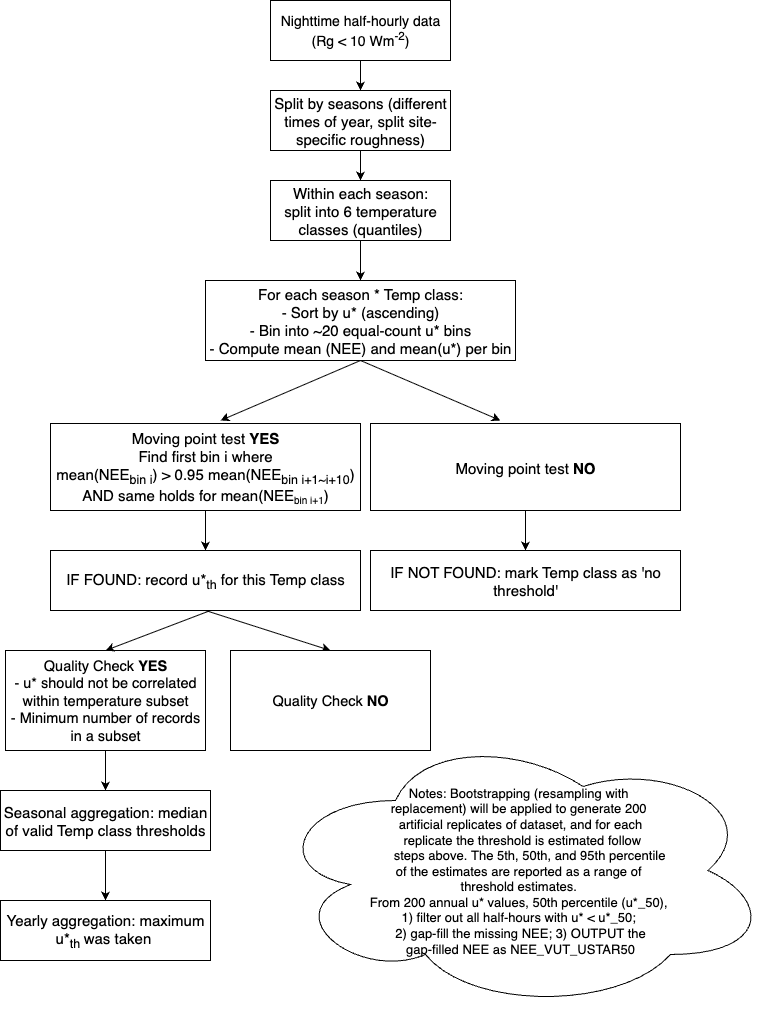 Nighttime half-hourly data
(Rg < 10 Wm-2)
Split by seasons (different
times of year, split site-
specific roughness)
Within each season:
split into 6 temperature
classes (quantiles)
For each season * Temp class:
- Sort by u* (ascending)
- Bin into ~20 equal-count u* bins
- Compute mean (NEE) and mean(u*) per bin
Moving point test YES
Find first bin i where
mean(NEEbin i) > 0.95 mean(NEEbin i+1~i+10)
AND same holds for mean(NEEbin i+1)
Moving point test NO
IF FOUND: record u*th for this Temp class
IF NOT FOUND: mark Temp class as 'no
threshold'
Quality Check YES
- u* should not be correlated
within temperature subset
- Minimum number of records
in a subset
Quality Check NO
Seasonal aggregation: median
of valid Temp class thresholds
Yearly aggregation: maximum
u*th was taken
Notes: Bootstrapping (resampling with
replacement) will be applied to generate 200
artificial replicates of dataset, and for each
replicate the threshold is estimated follow
steps above. The 5th, 50th, and 95th percentile
of the estimates are reported as a range of
threshold estimates.
From 200 annual u* values, 50th percentile (u*_50),
1) filter out all half-hours with u* < u*_50;
2) gap-fill the missing NEE; 3) OUTPUT the
gap-filled NEE as NEE_VUT_USTAR50